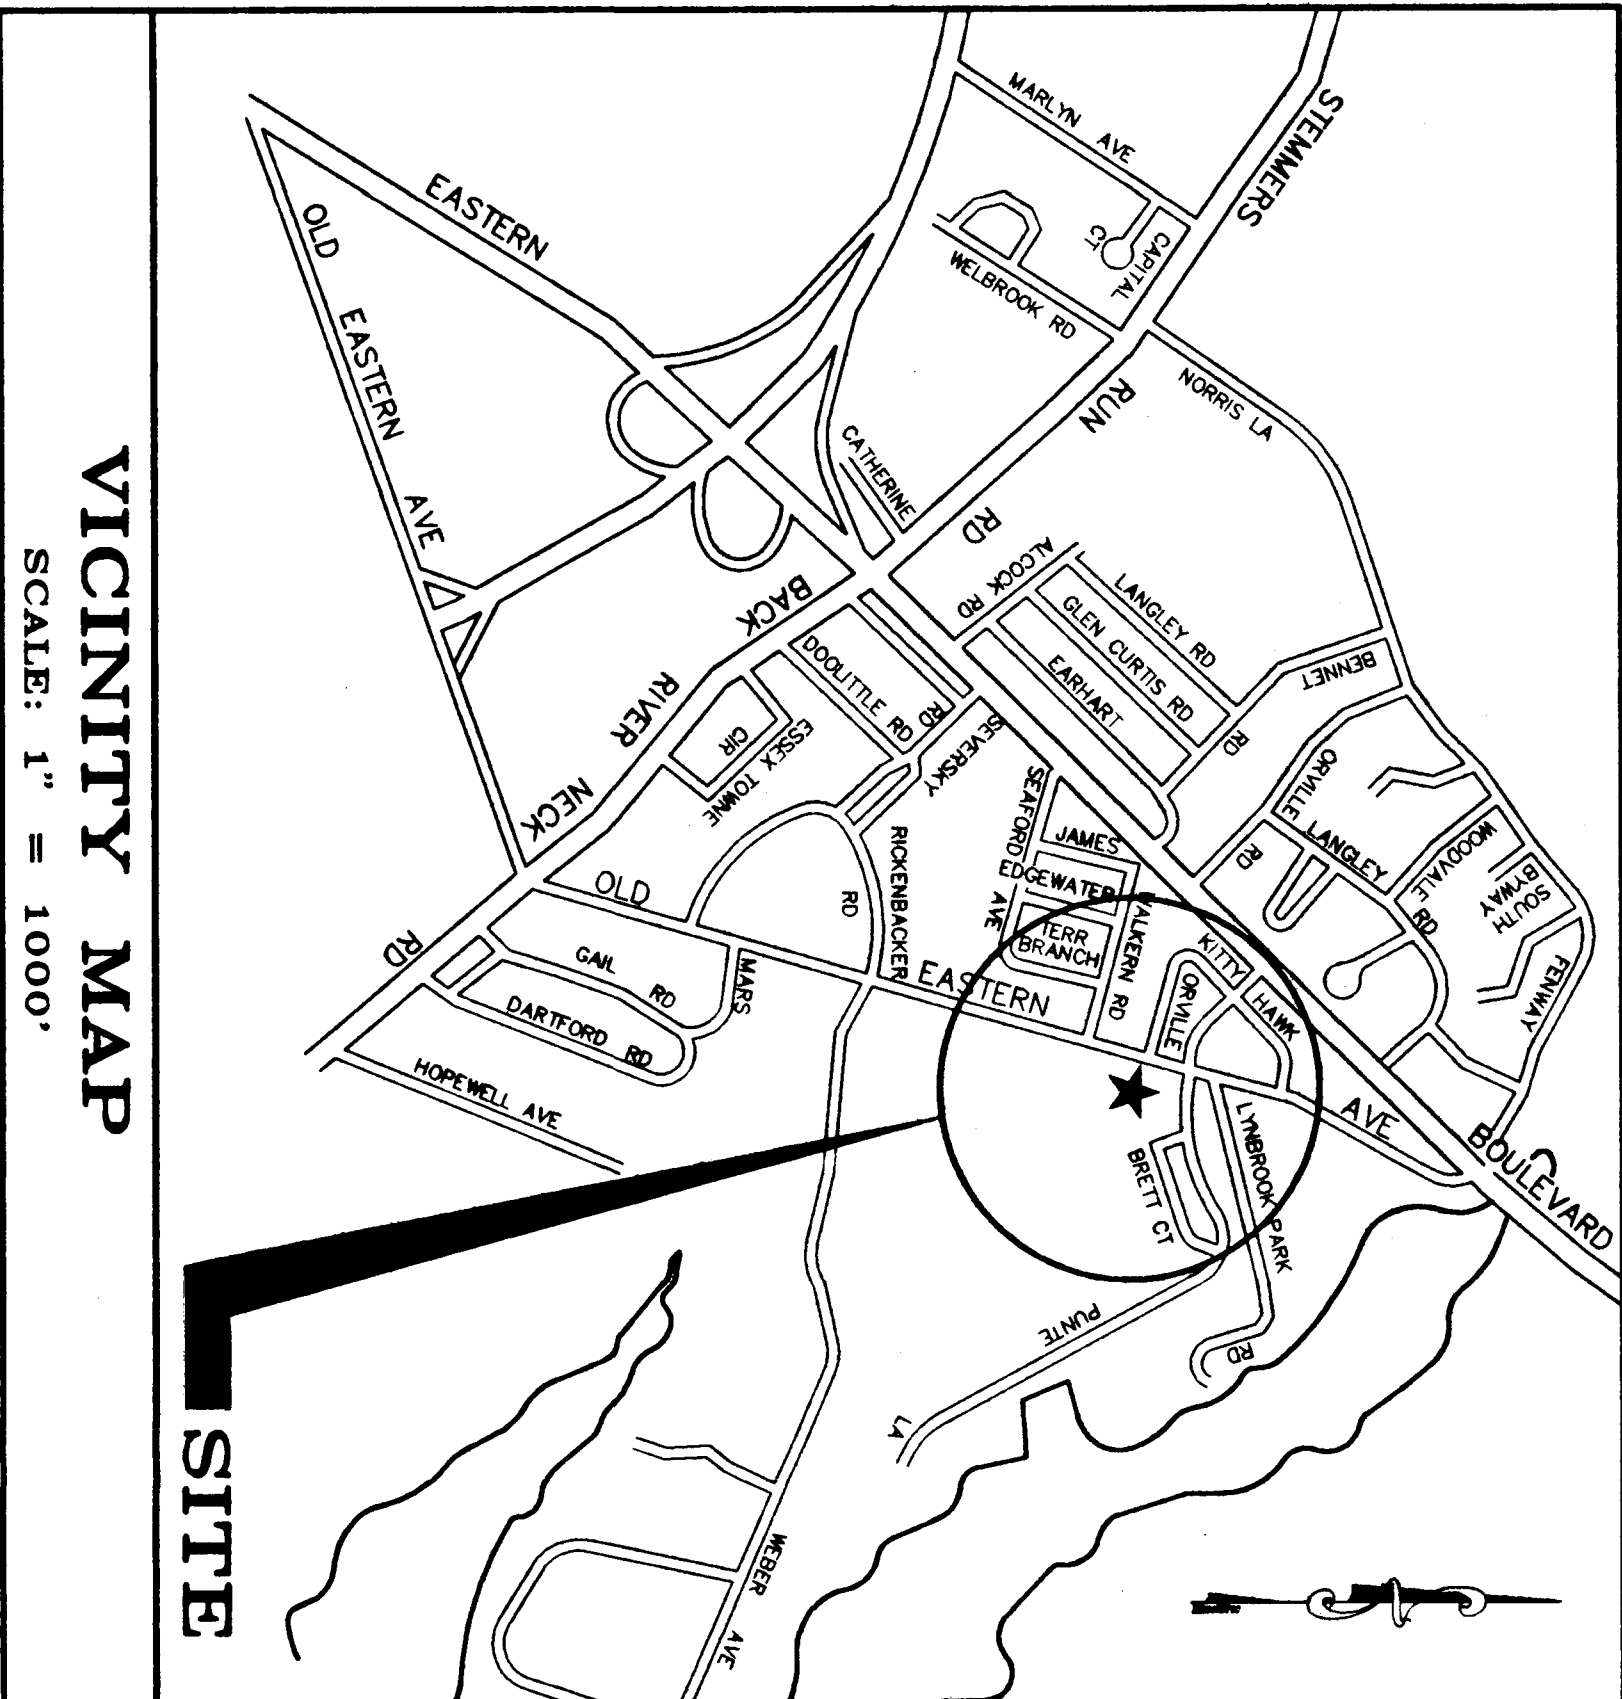 VICINITY MAP
SCALE: 1" = 1000'
SITE
STEMMERS
RUN
RD
MARLYN AVE
CAPITAL
CT
WELBROOK RD
NORRIS LA
CATHERINE
EASTERN
BOULEVARD
OLD
EASTERN
AVE
BACK
RIVER
NECK
RD
ALCOCK RD
LANGLEY RD
GLEN CURTIS RD
EARHART
RD
BENNET
ORVILLE
RD
LANGLEY
RD
WOODVALE
SOUTH
BYWAY
FENWAY
DOOLITTLE RD
SEVERSKY
RD
ESSEX TOWNE
CIR
RICKENBACKER
RD
SEAFORD
AVE
JAMES
EDGEWATER
TERR
BRANCH
WALKERN RD
KITTY
HAWK
ORVILLE
OLD
EASTERN
AVE
MARS
GAIL
RD
DARTFORD RD
HOPEWELL AVE
LYNBROOK PARK
RD
BRETT CT
PUNTE
LA
WEBER
AVE